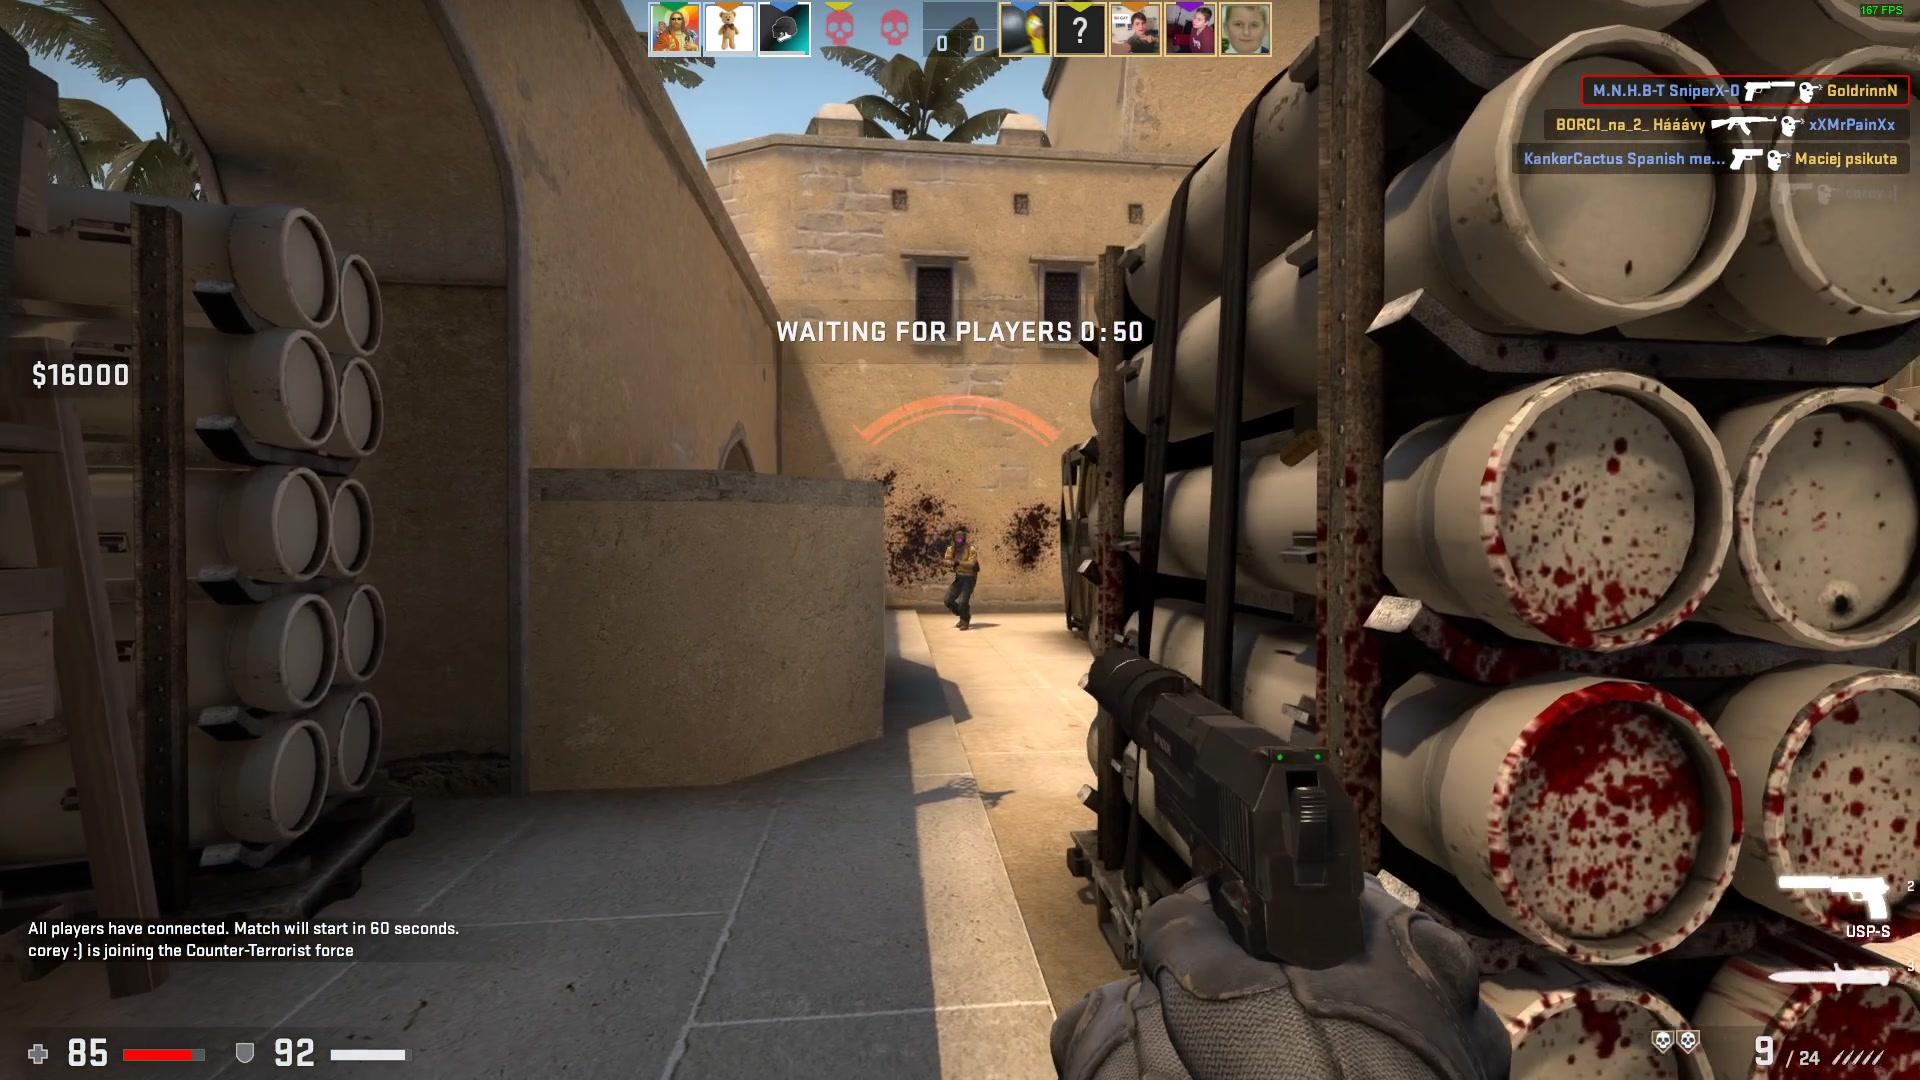 167 FPS
0 0
?
M.N.H.B-T SniperX-D GoldrinnN
BORCI_na_2_ Hááávy xXMrPainXx
KankerCactus Spanish me... Maciej psikuta
corey :)
WAITING FOR PLAYERS 0:50
$16000
2
USP-S
3
All players have connected. Match will start in 60 seconds.
corey :) is joining the Counter-Terrorist force
85 92
9 / 24